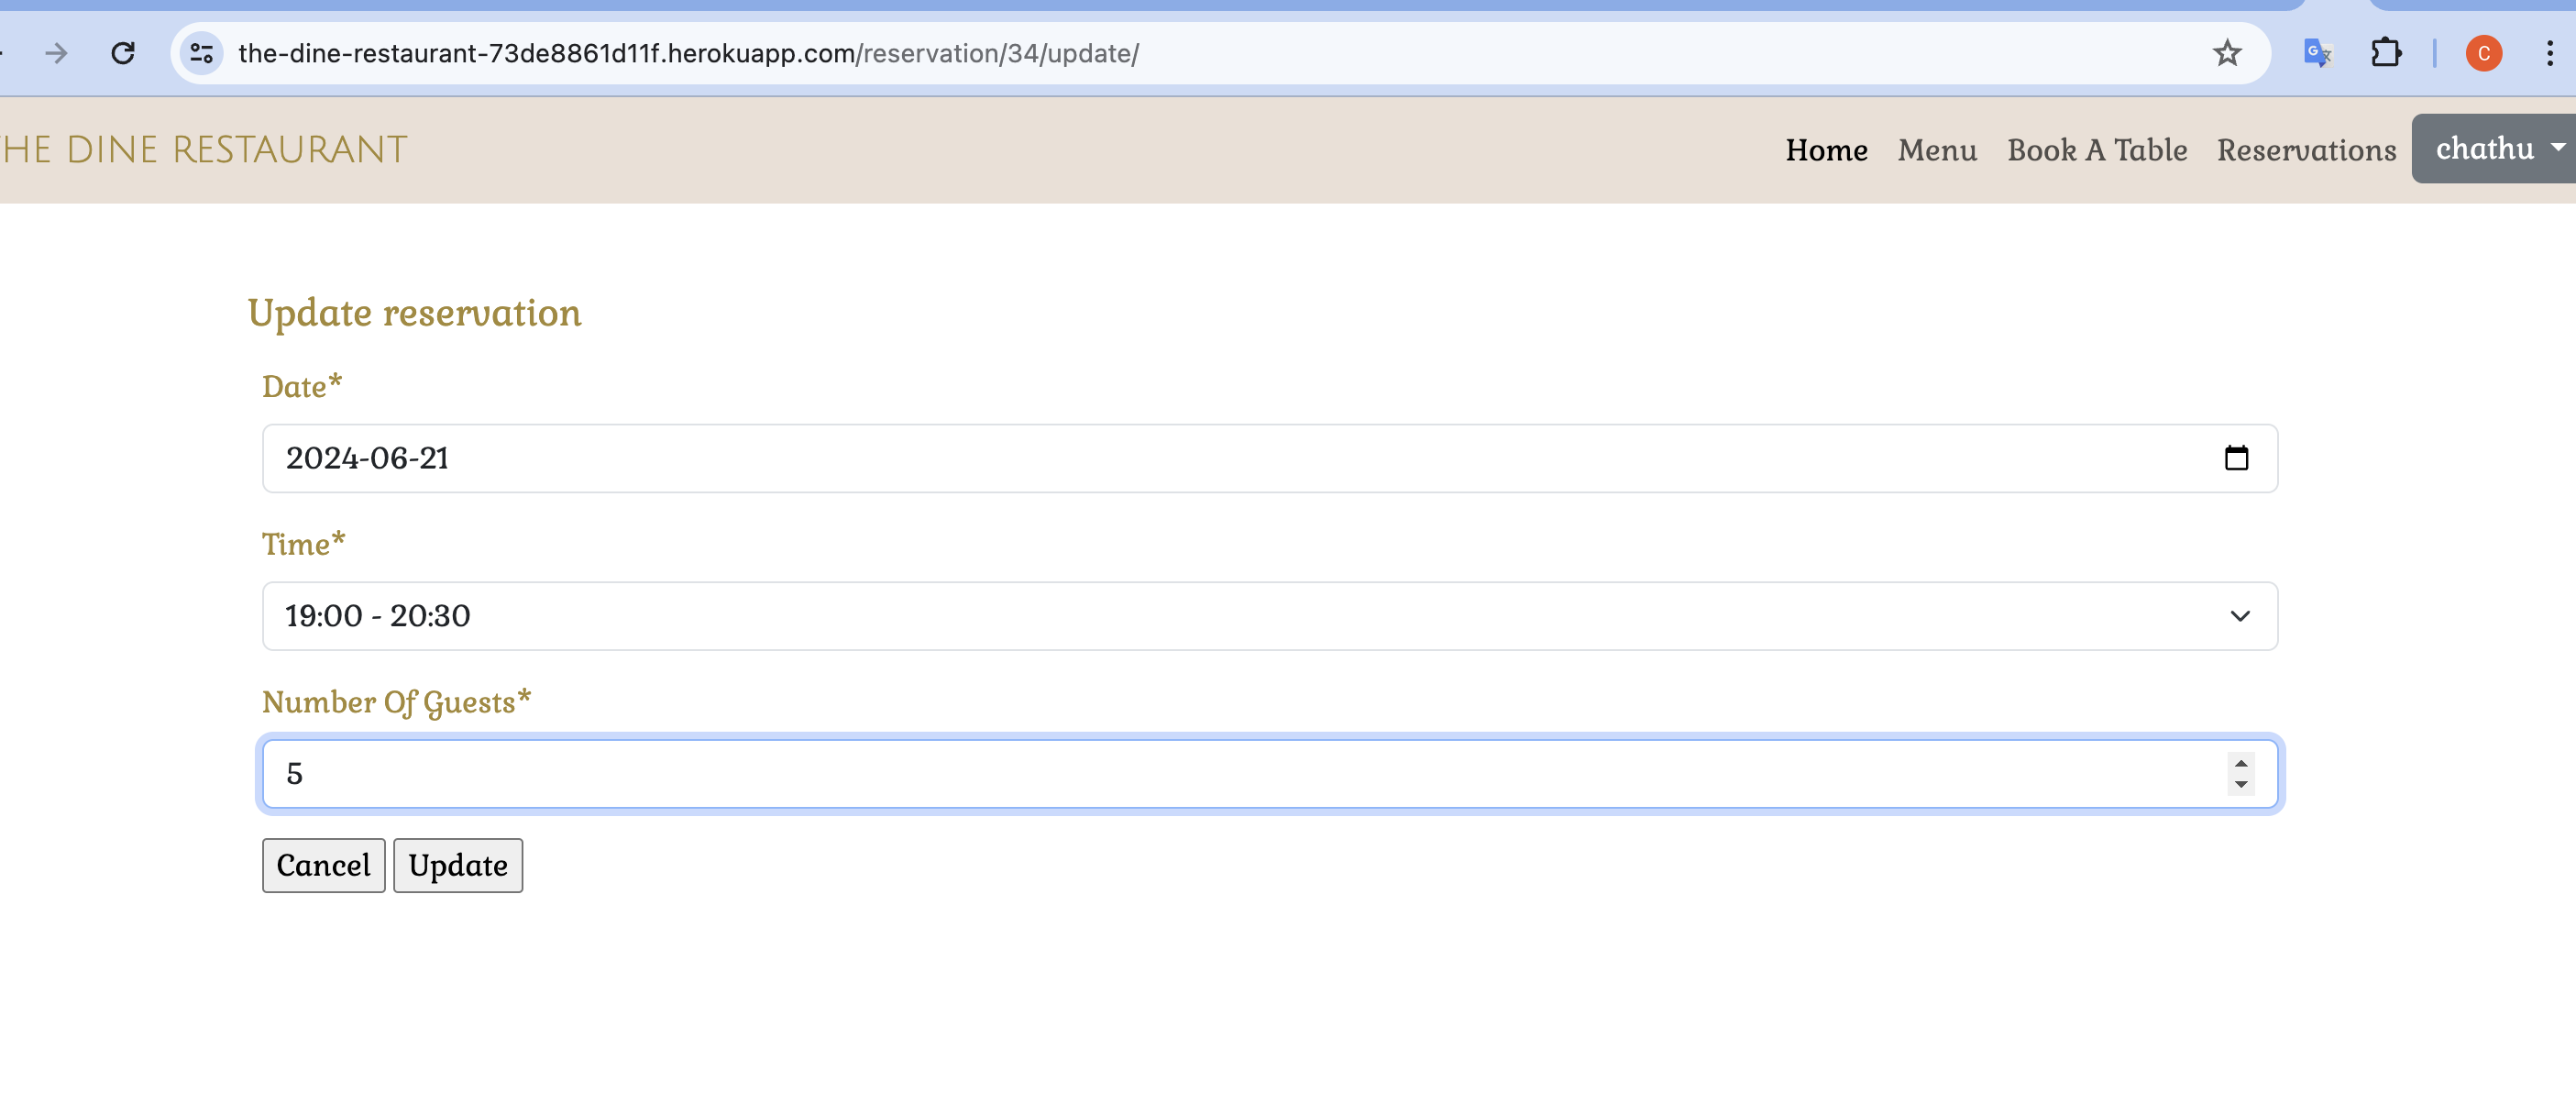 the-dine-restaurant-73de8861d11f.herokuapp.com/reservation/34/update/
C
HE DINE RESTAURANT
Home Menu Book A Table Reservations chathu
Update reservation
Date*
2024-06-21
Time*
19:00 - 20:30
Number Of Guests*
5
Cancel Update